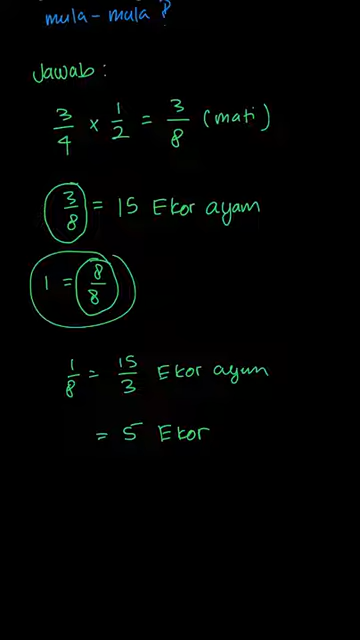 mula-mula ?
Jawab :
3/4 x 1/2 = 3/8 (mati)
3/8 = 15 Ekor ayam
1 = 8/8
1/8 = 15/3 Ekor ayam
= 5 Ekor